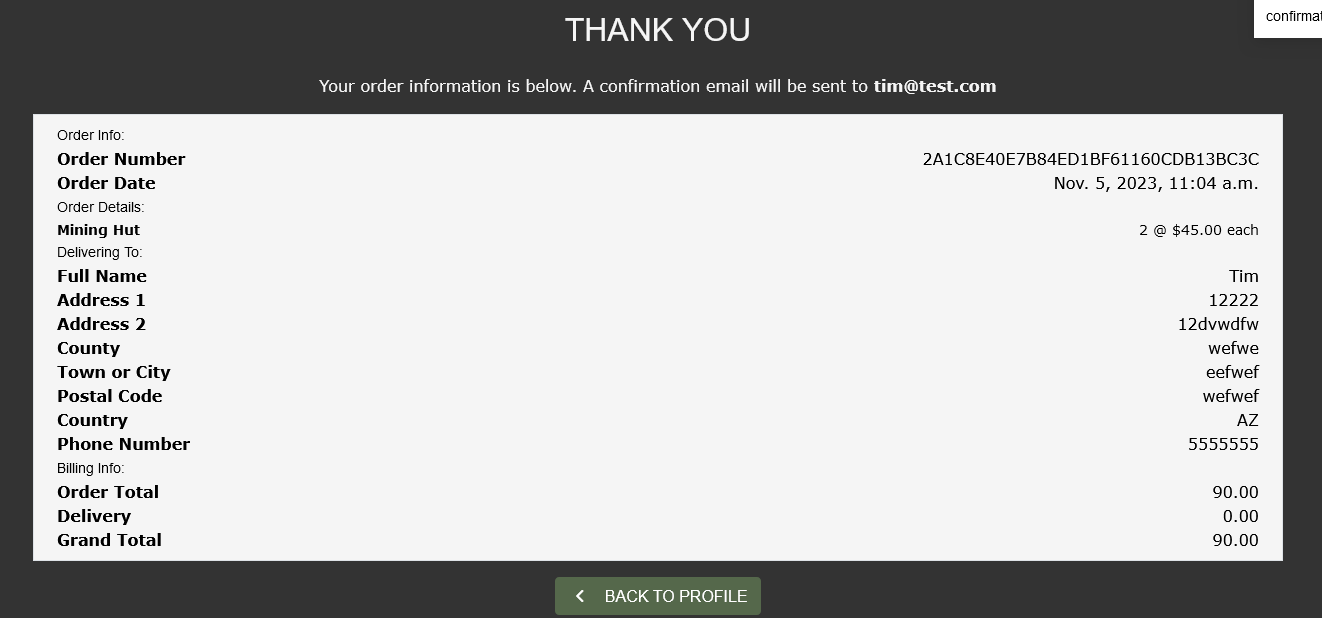 THANK YOU
confirmat
Your order information is below. A confirmation email will be sent to tim@test.com
Order Info:
Order Number 2A1C8E40E7B84ED1BF61160CDB13BC3C
Order Date Nov. 5, 2023, 11:04 a.m.
Order Details:
Mining Hut 2 @ $45.00 each
Delivering To:
Full Name Tim
Address 1 12222
Address 2 12dvwdfw
County wefwe
Town or City eefwef
Postal Code wefwef
Country AZ
Phone Number 5555555
Billing Info:
Order Total 90.00
Delivery 0.00
Grand Total 90.00
BACK TO PROFILE